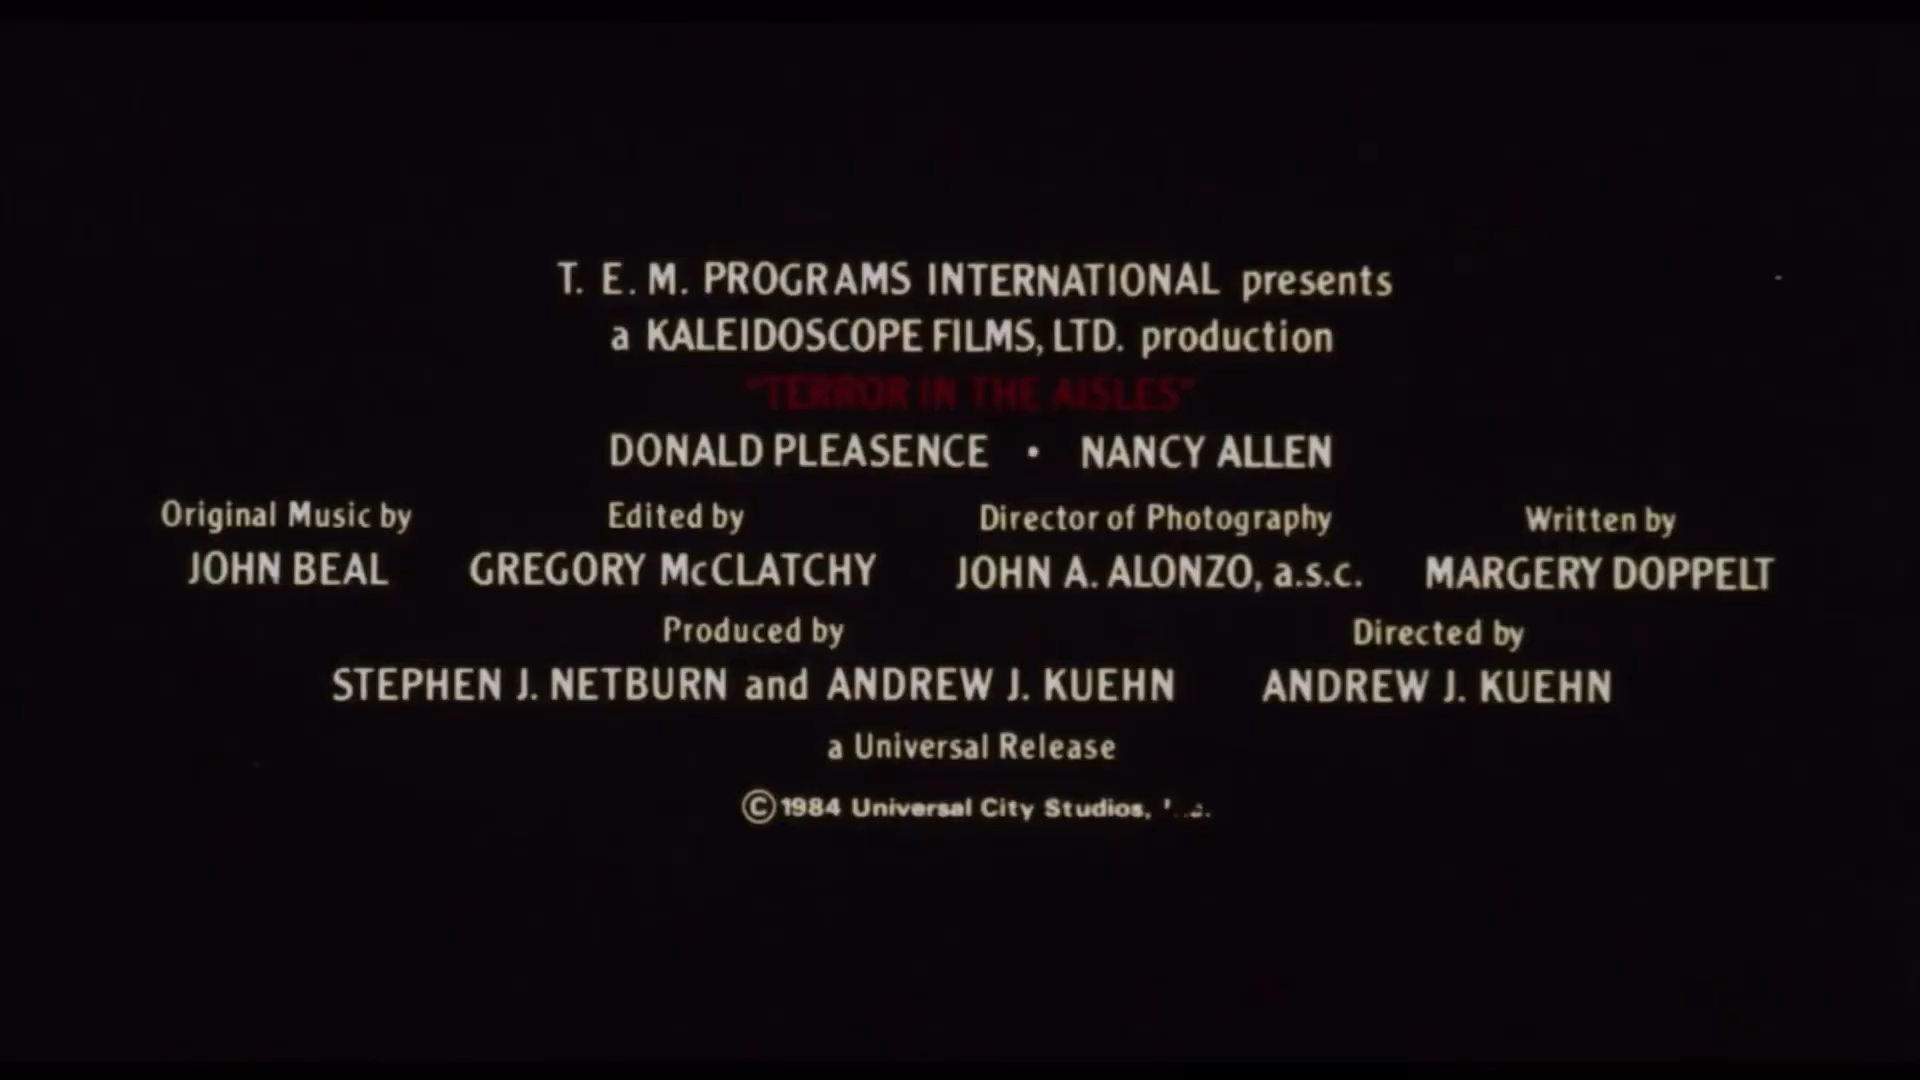 T. E. M. PROGRAMS INTERNATIONAL presents
a KALEIDOSCOPE FILMS, LTD. production
"TERROR IN THE AISLES"
DONALD PLEASENCE • NANCY ALLEN
Original Music by Edited by Director of Photography Written by
JOHN BEAL GREGORY McCLATCHY JOHN A. ALONZO, a.s.c. MARGERY DOPPELT
Produced by Directed by
STEPHEN J. NETBURN and ANDREW J. KUEHN ANDREW J. KUEHN
a Universal Release
©1984 Universal City Studios,